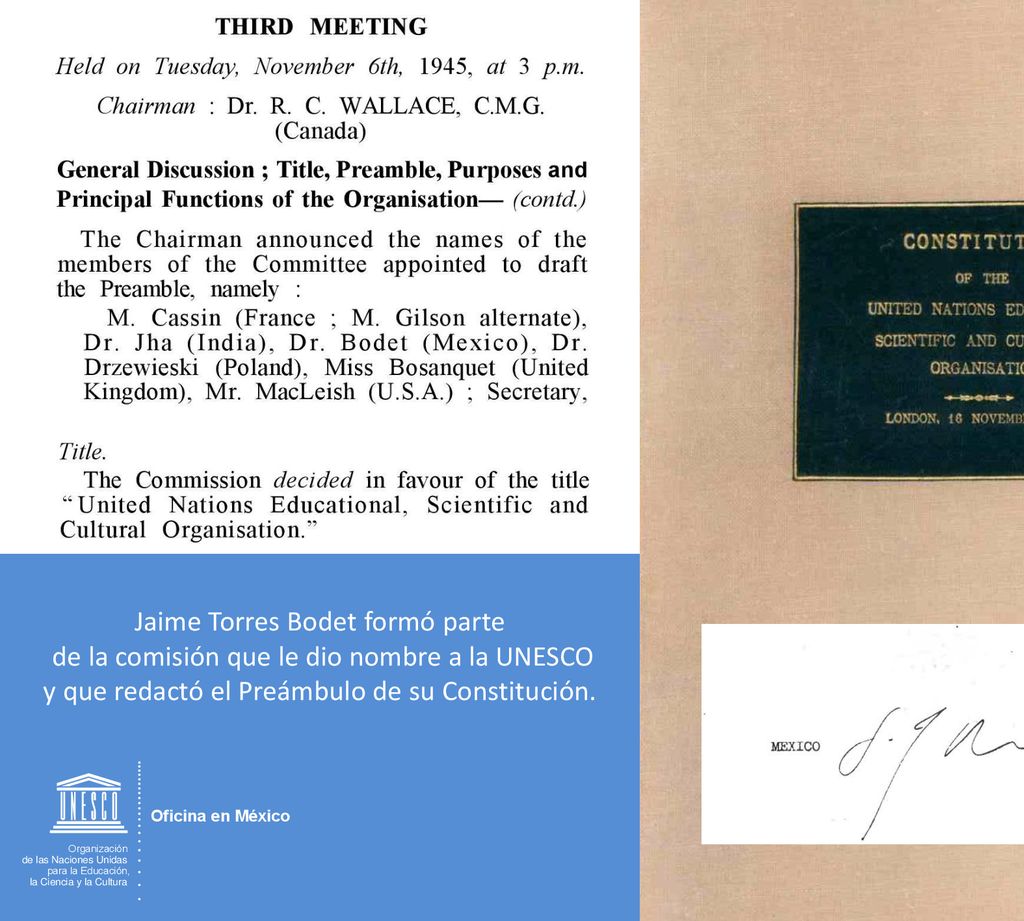 THIRD MEETING
Held on Tuesday, November 6th, 1945, at 3 p.m.
Chairman : Dr. R. C. WALLACE, C.M.G.
(Canada)
General Discussion ; Title, Preamble, Purposes and
Principal Functions of the Organisation— (contd.)
The Chairman announced the names of the
members of the Committee appointed to draft
the Preamble, namely :
M. Cassin (France ; M. Gilson alternate),
Dr. Jha (India), Dr. Bodet (Mexico), Dr.
Drzewieski (Poland), Miss Bosanquet (United
Kingdom), Mr. MacLeish (U.S.A.) ; Secretary,
Title.
The Commission decided in favour of the title
“United Nations Educational, Scientific and
Cultural Organisation.”
Jaime Torres Bodet formó parte
de la comisión que le dio nombre a la UNESCO
y que redactó el Preámbulo de su Constitución.
UNESCO
Oficina en México
Organización
de las Naciones Unidas
para la Educación,
la Ciencia y la Cultura
CONSTITUT
OF THE
UNITED NATIONS ED
SCIENTIFIC AND CU
ORGANISATIO
LONDON, 16 NOVEMB
MEXICO